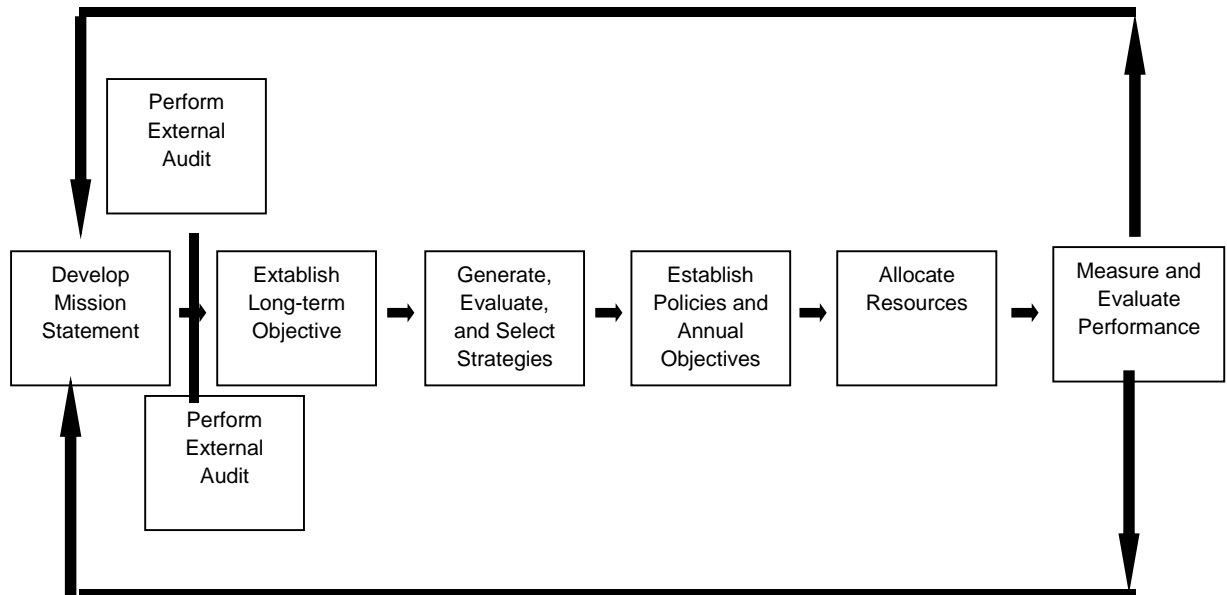 Perform
External
Audit
Develop
Mission
Statement
Extablish
Long-term
Objective
Generate,
Evaluate,
and Select
Strategies
Establish
Policies and
Annual
Objectives
Allocate
Resources
Measure and
Evaluate
Performance
Perform
External
Audit